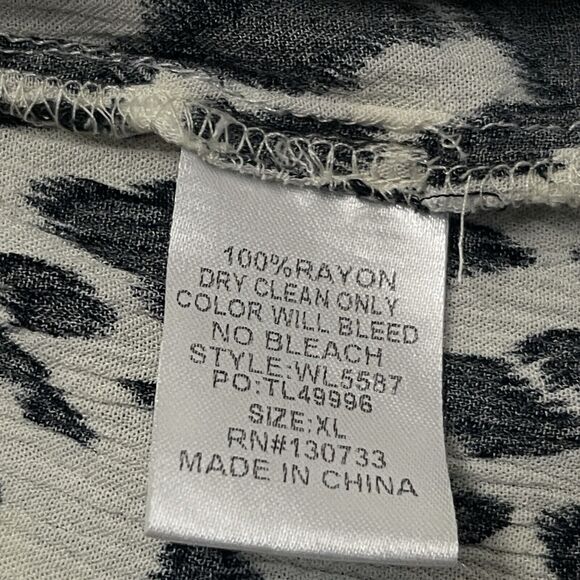 100%RAYON
DRY CLEAN ONLY
COLOR WILL BLEED
NO BLEACH
STYLE:WL5587
PO:TL49996
SIZE:XL
RN#130733
MADE IN CHINA